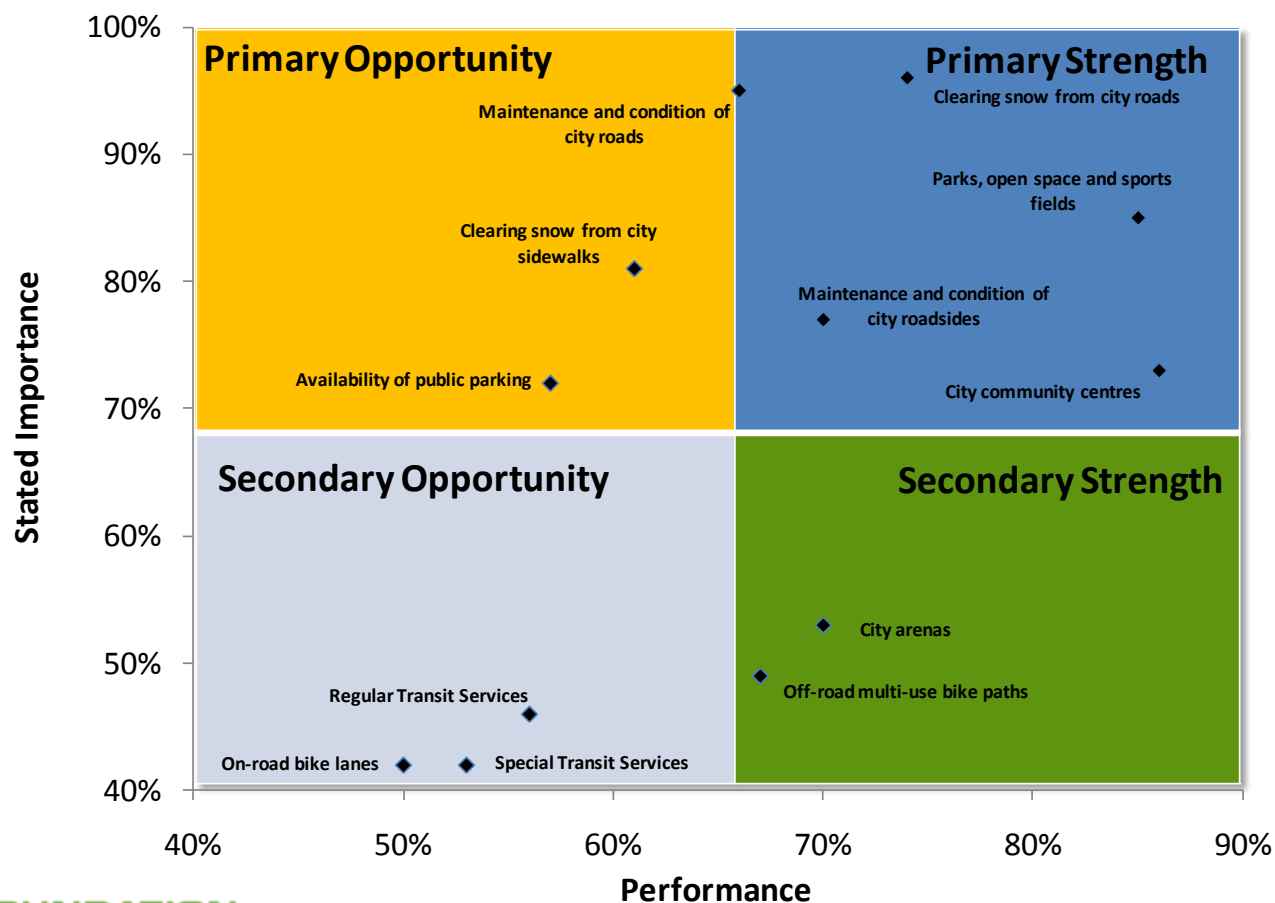 100%
90%
80%
70%
60%
50%
40%
Stated Importance
Primary Opportunity
Primary Strength
Maintenance and condition of
city roads
Clearing snow from city roads
Parks, open space and sports
fields
Clearing snow from city
sidewalks
Maintenance and condition of
city roadsides
Availability of public parking
City community centres
Secondary Opportunity
Secondary Strength
City arenas
Regular Transit Services
Off-road multi-use bike paths
On-road bike lanes
Special Transit Services
40%
50%
60%
70%
80%
90%
Performance